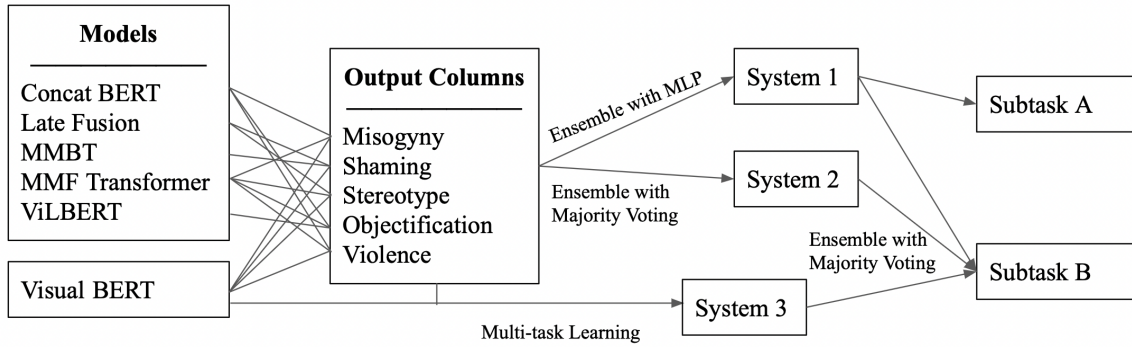 Models
Concat BERT
Late Fusion
MMBT
MMF Transformer
ViLBERT
Visual BERT
Output Columns
Misogyny
Shaming
Stereotype
Objectification
Violence
Ensemble with MLP
Ensemble with
Majority Voting
Multi-task Learning
System 1
System 2
System 3
Ensemble with
Majority Voting
Subtask A
Subtask B